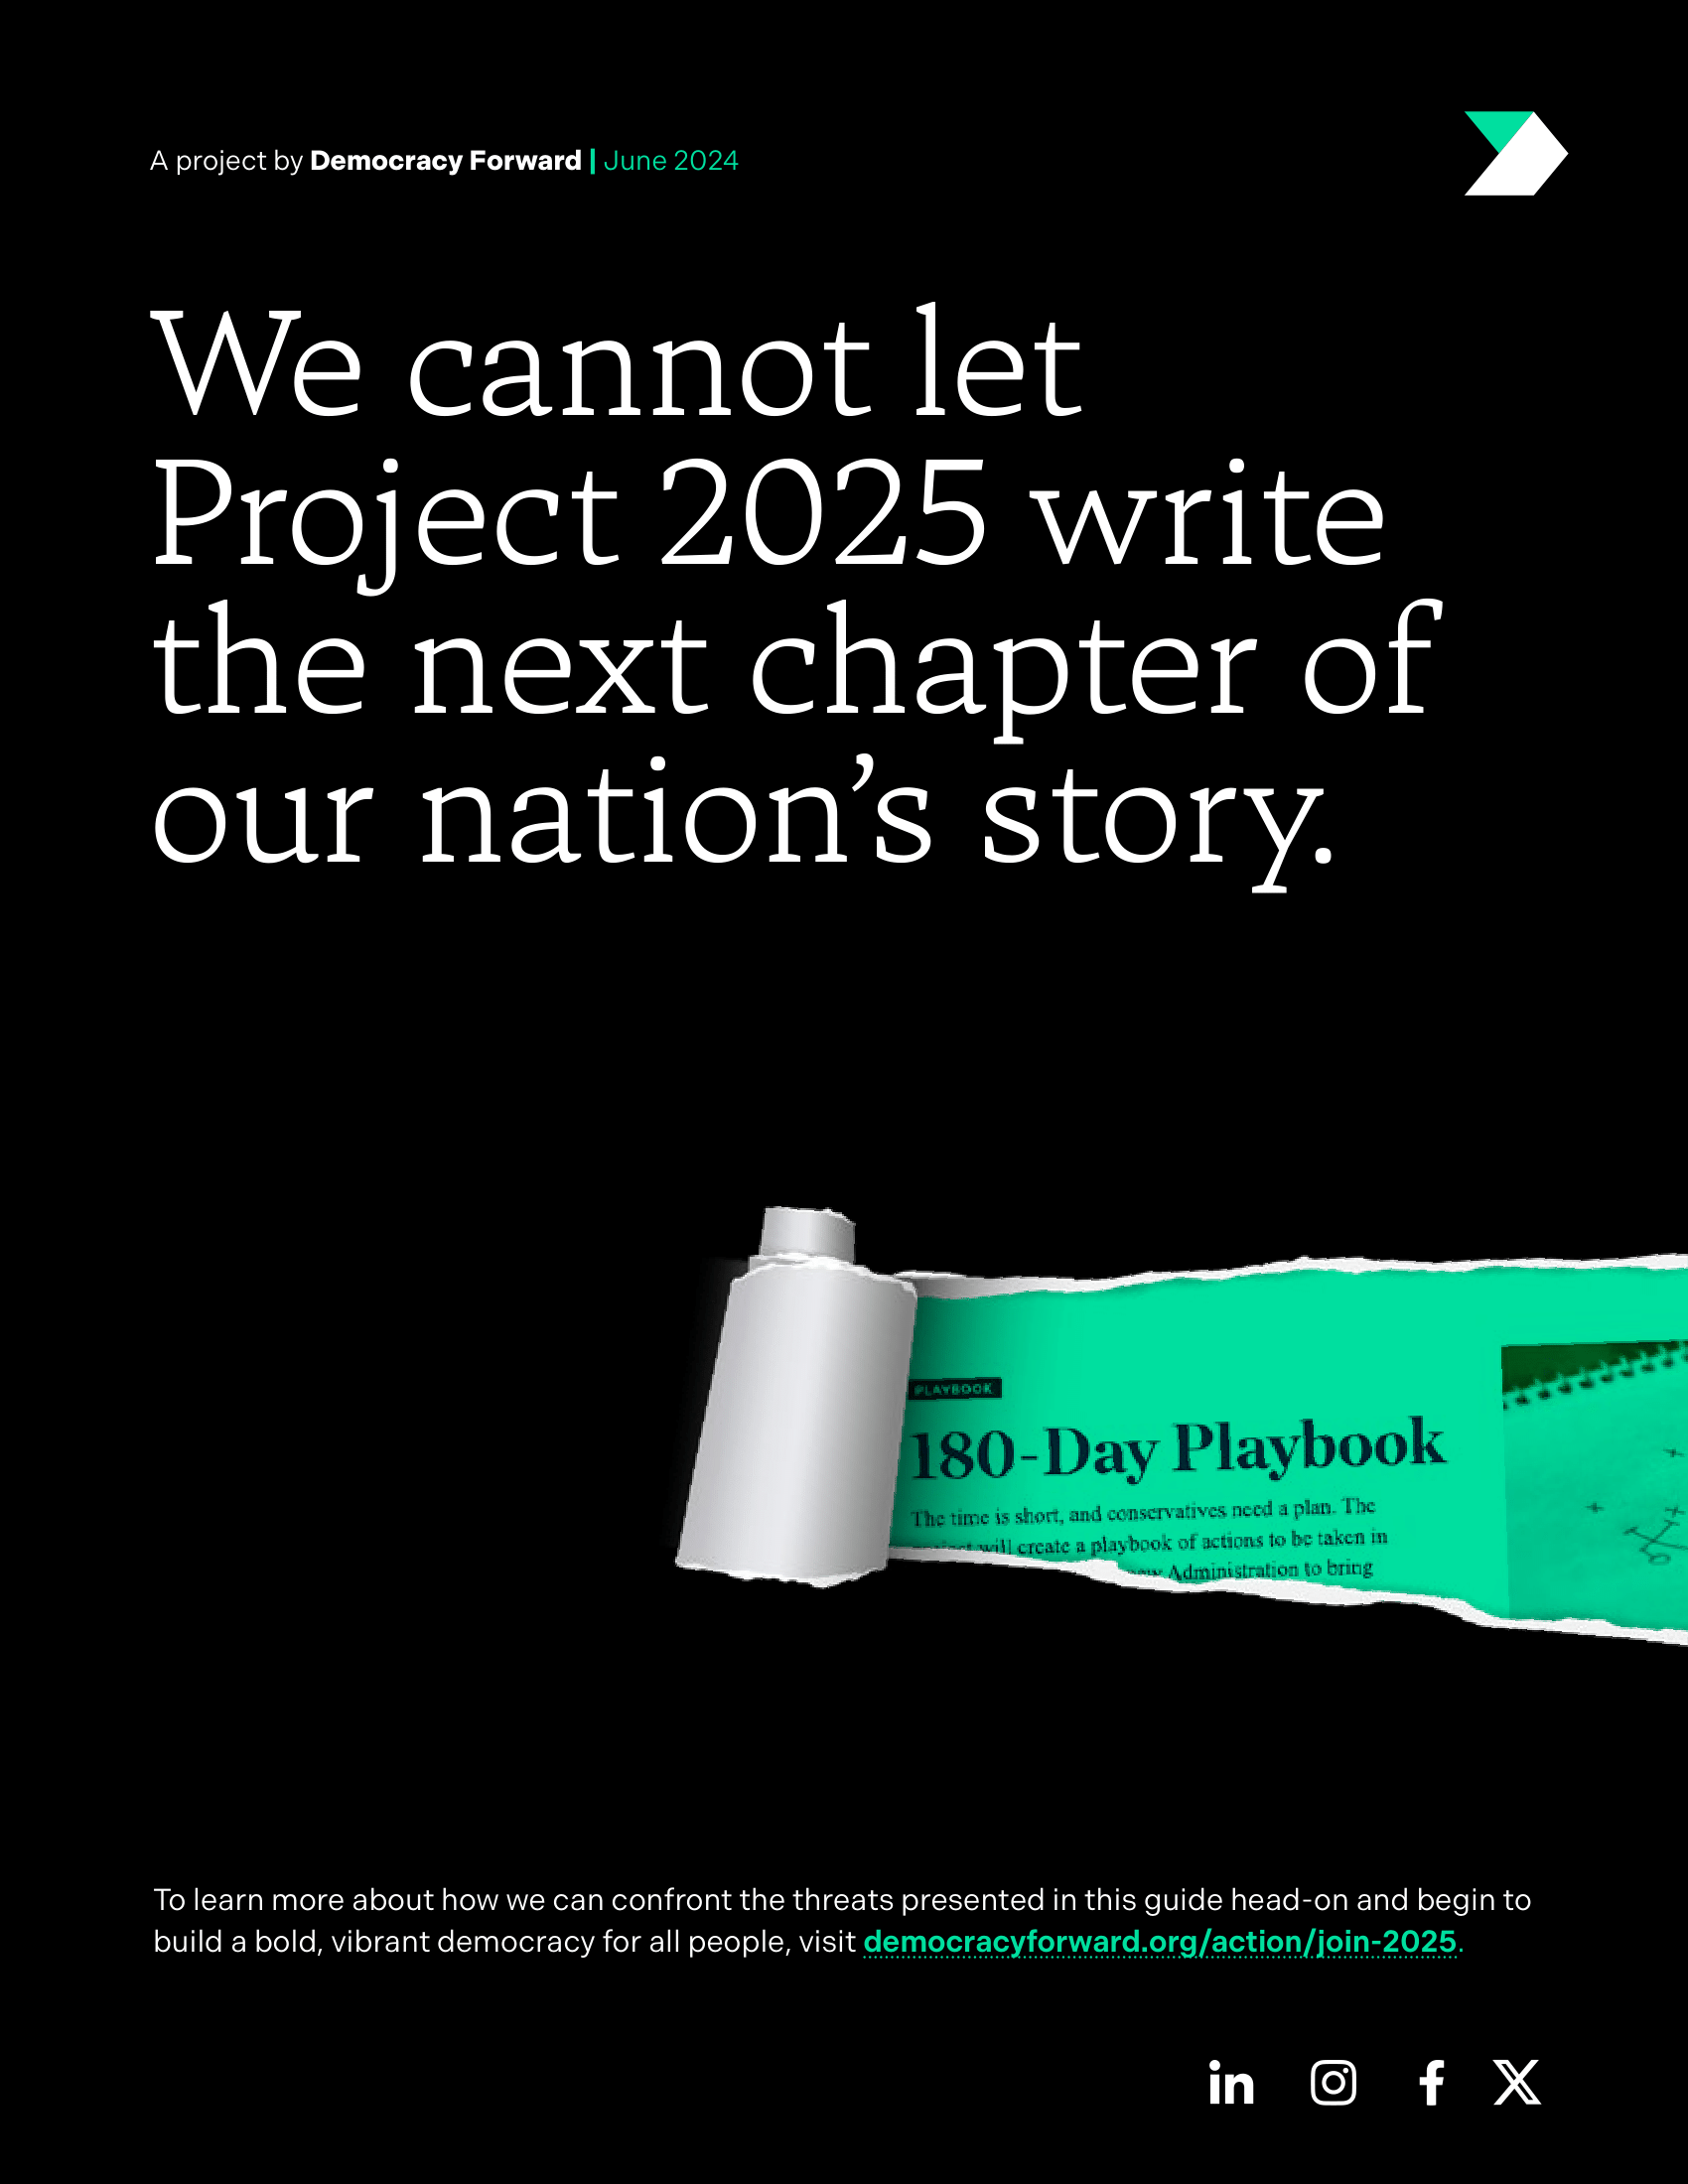 A project by Democracy Forward | June 2024
We cannot let
Project 2025 write
the next chapter of
our nation’s story.
PLAYBOOK
180-Day Playbook
The time is short, and conservatives need a plan. The
will create a playbook of actions to be taken in
Administration to bring
To learn more about how we can confront the threats presented in this guide head-on and begin to
build a bold, vibrant democracy for all people, visit democracyforward.org/action/join-2025.